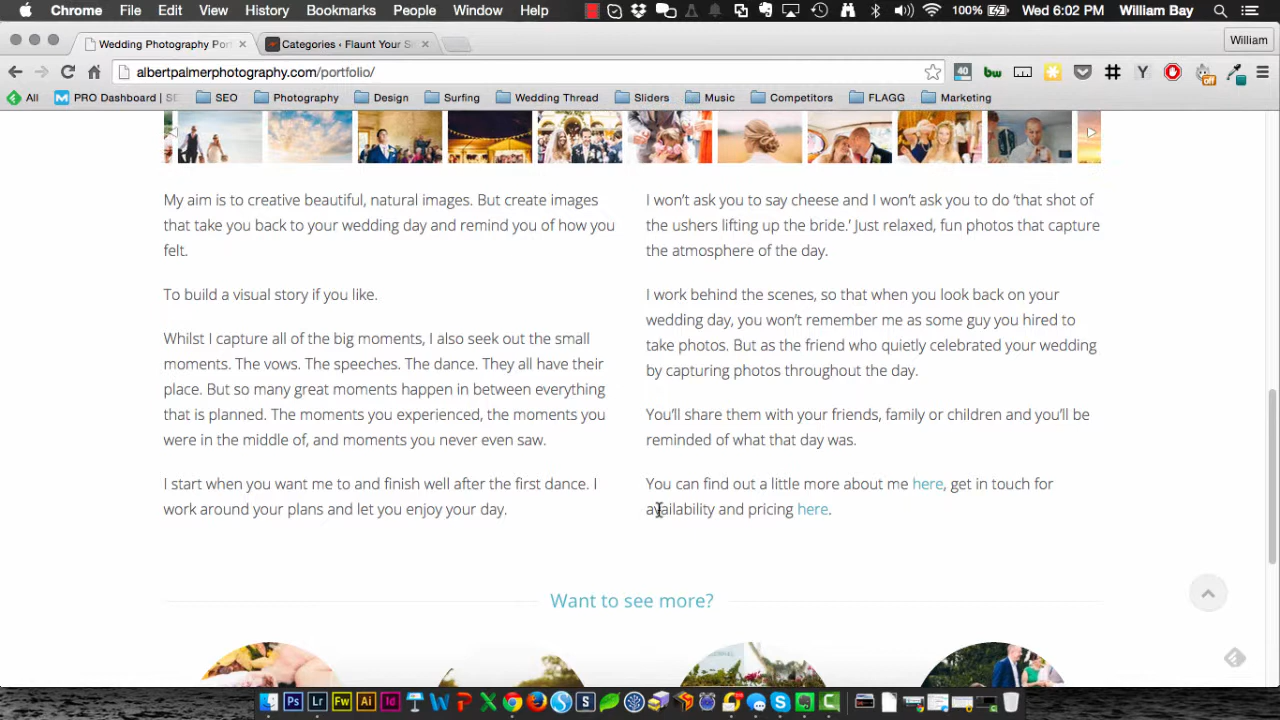 Chrome File Edit View History Bookmarks People Window Help 100% Wed 6:02 PM William Bay
Wedding Photography Por Categories ‹ Flaunt Your S William
albertpalmerphotography.com/portfolio/ 40 bw Y
All PRO Dashboard | SE SEO Photography Design Surfing Wedding Thread Sliders Music Competitors FLAGG Marketing
My aim is to creative beautiful, natural images. But create images
that take you back to your wedding day and remind you of how you
felt.
To build a visual story if you like.
Whilst I capture all of the big moments, I also seek out the small
moments. The vows. The speeches. The dance. They all have their
place. But so many great moments happen in between everything
that is planned. The moments you experienced, the moments you
were in the middle of, and moments you never even saw.
I start when you want me to and finish well after the first dance. I
work around your plans and let you enjoy your day.
I won't ask you to say cheese and I won't ask you to do 'that shot of
the ushers lifting up the bride.' Just relaxed, fun photos that capture
the atmosphere of the day.
I work behind the scenes, so that when you look back on your
wedding day, you won't remember me as some guy you hired to
take photos. But as the friend who quietly celebrated your wedding
by capturing photos throughout the day.
You'll share them with your friends, family or children and you'll be
reminded of what that day was.
You can find out a little more about me here, get in touch for
availability and pricing here.
Want to see more?
Ps Lr Fw Ai Id W P X S